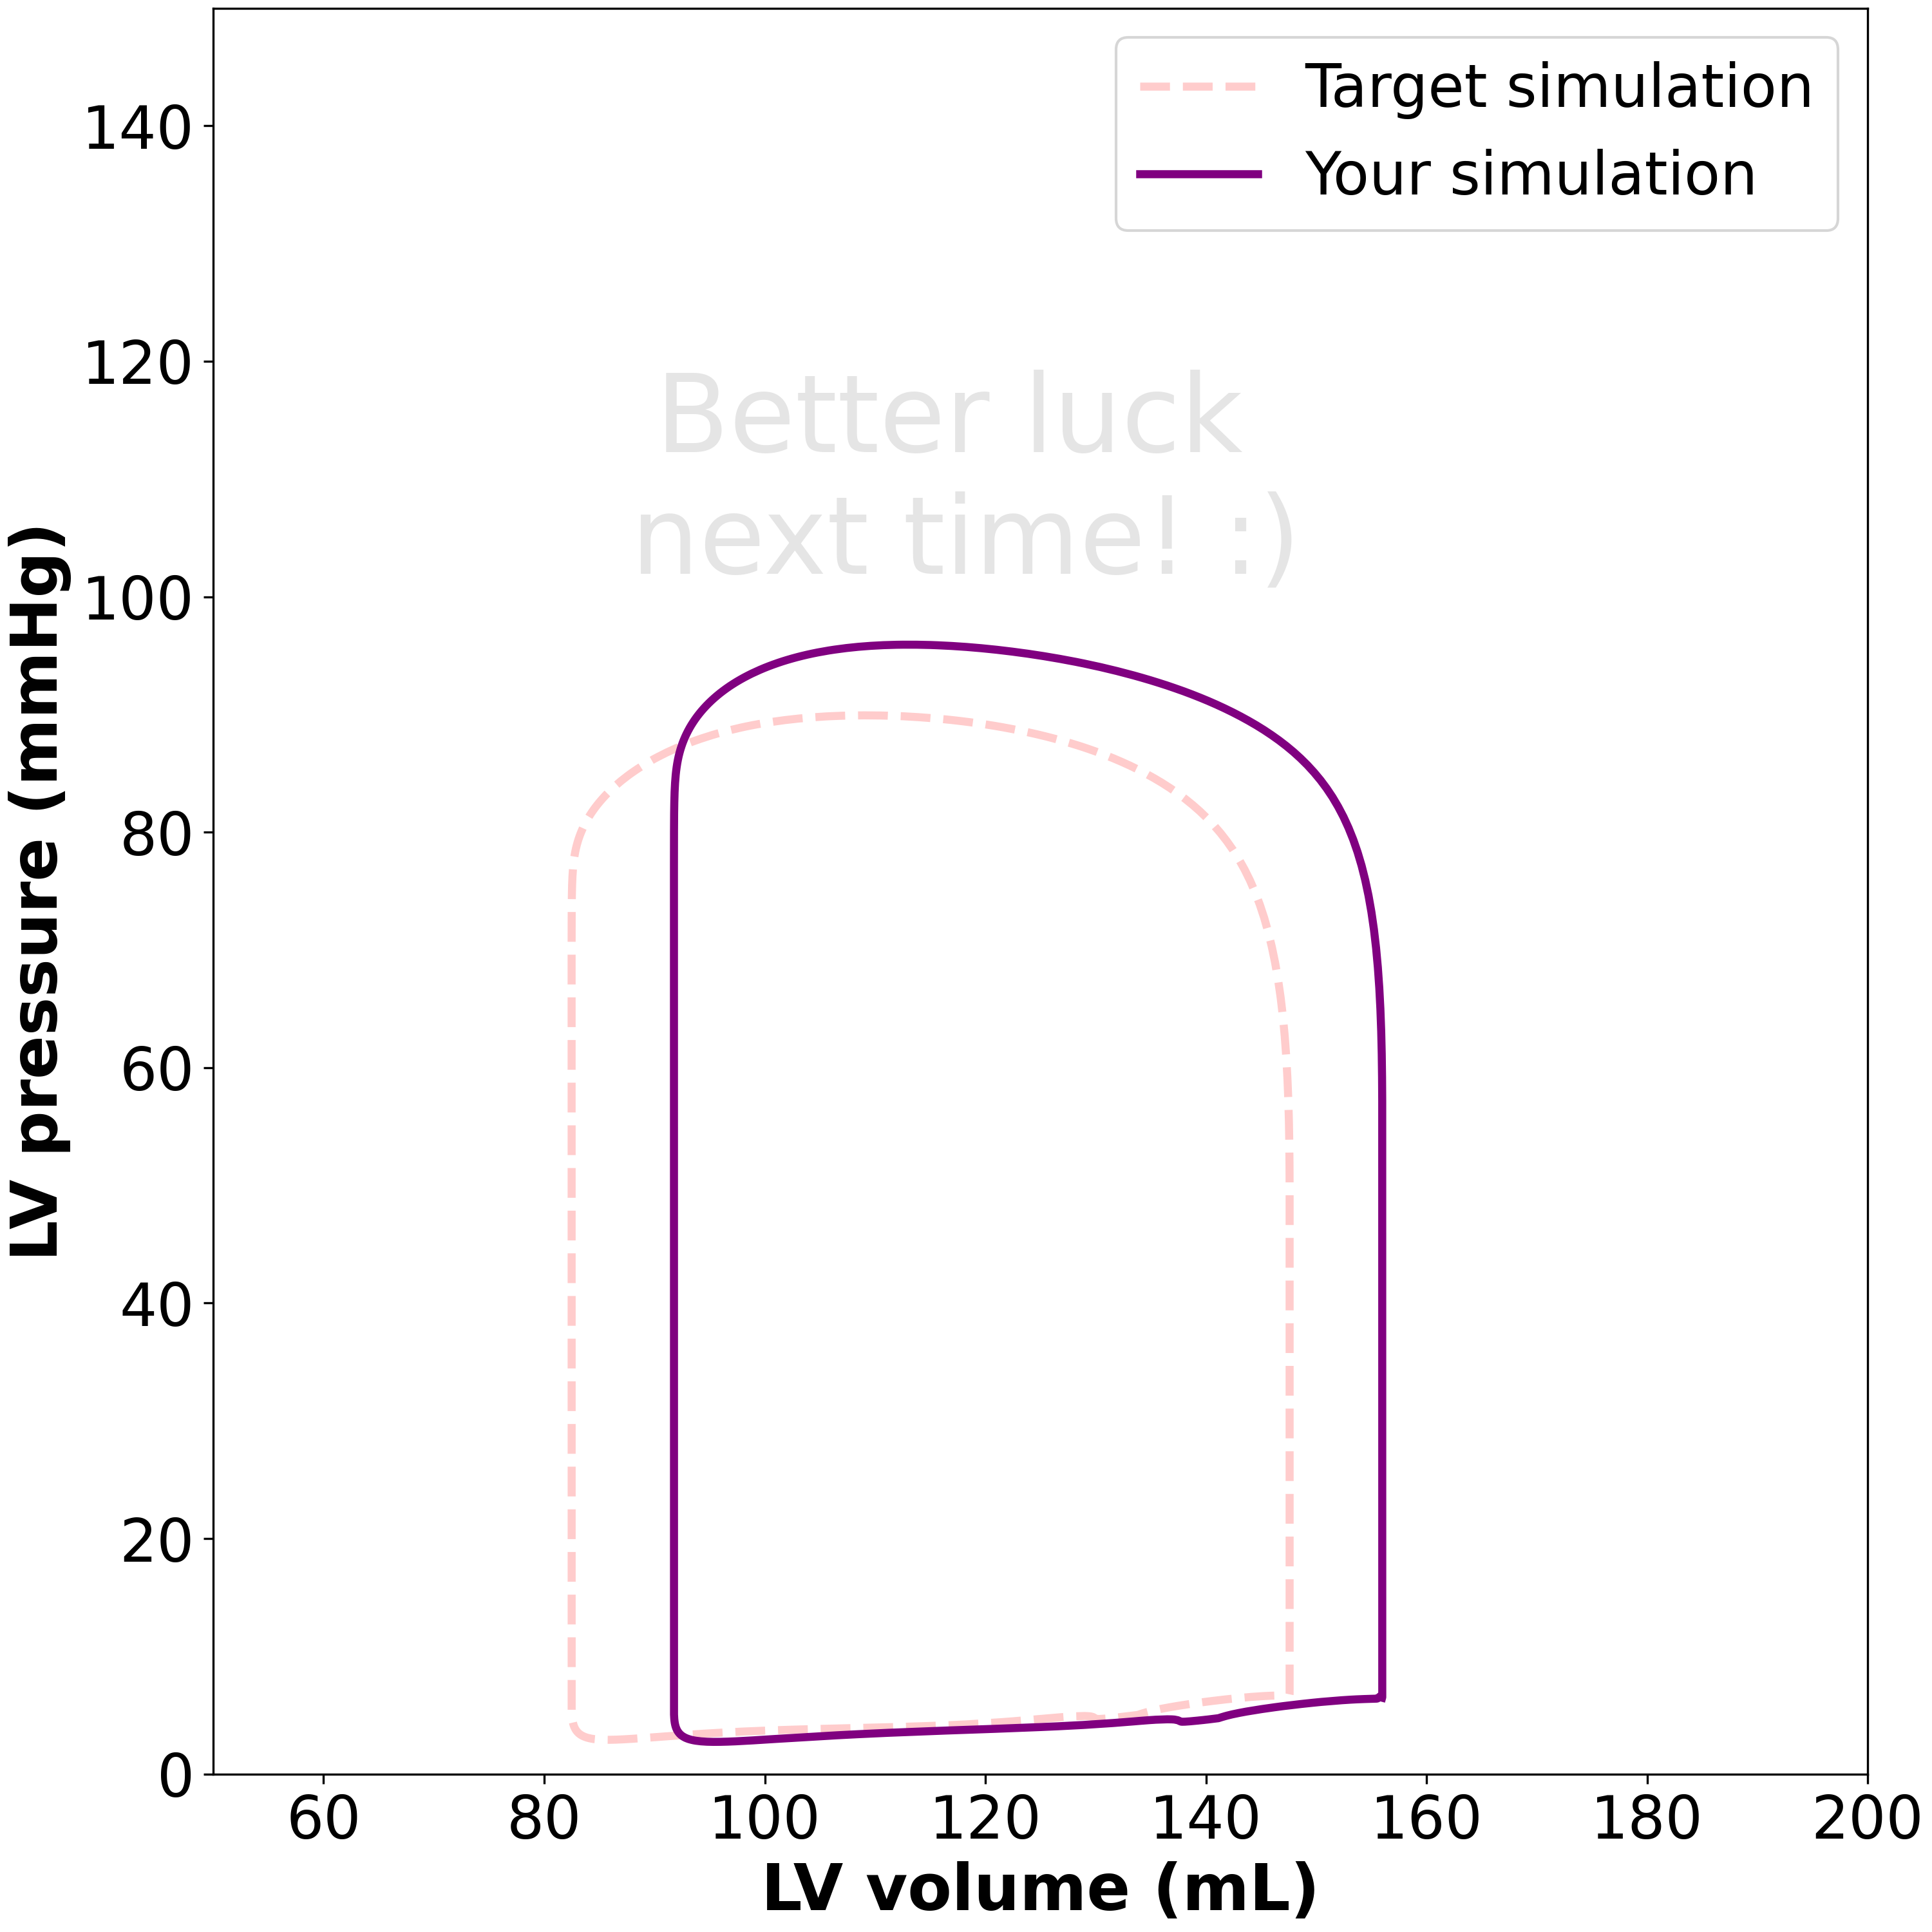 Target simulation
Your simulation
Better luck
next time! :)
LV pressure (mmHg)
140
120
100
80
60
40
20
0
60 80 100 120 140 160 180 200
LV volume (mL)